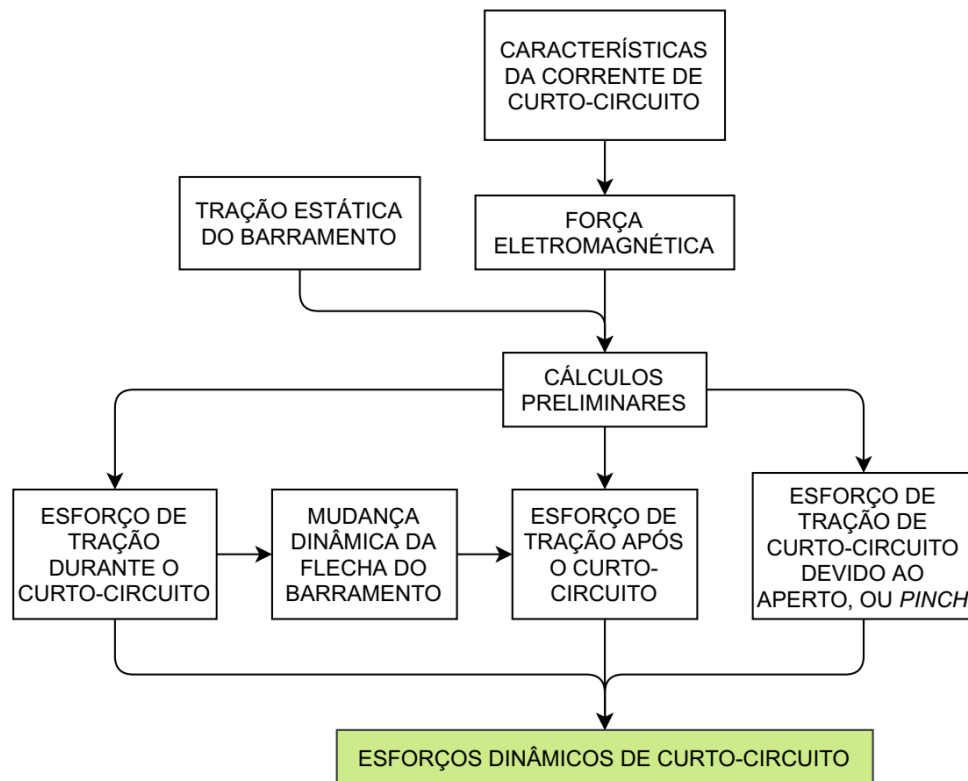 CARACTERÍSTICAS
DA CORRENTE DE
CURTO-CIRCUITO
TRAÇÃO ESTÁTICA
DO BARRAMENTO
FORÇA
ELETROMAGNÉTICA
CÁLCULOS
PRELIMINARES
ESFORÇO DE
TRAÇÃO
DURANTE O
CURTO-CIRCUITO
MUDANÇA
DINÂMICA DA
FLECHA DO
BARRAMENTO
ESFORÇO DE
TRAÇÃO APÓS
O CURTO-
CIRCUITO
ESFORÇO DE
TRAÇÃO DE
CURTO-CIRCUITO
DEVIDO AO
APERTO, OU PINCH
ESFORÇOS DINÂMICOS DE CURTO-CIRCUITO